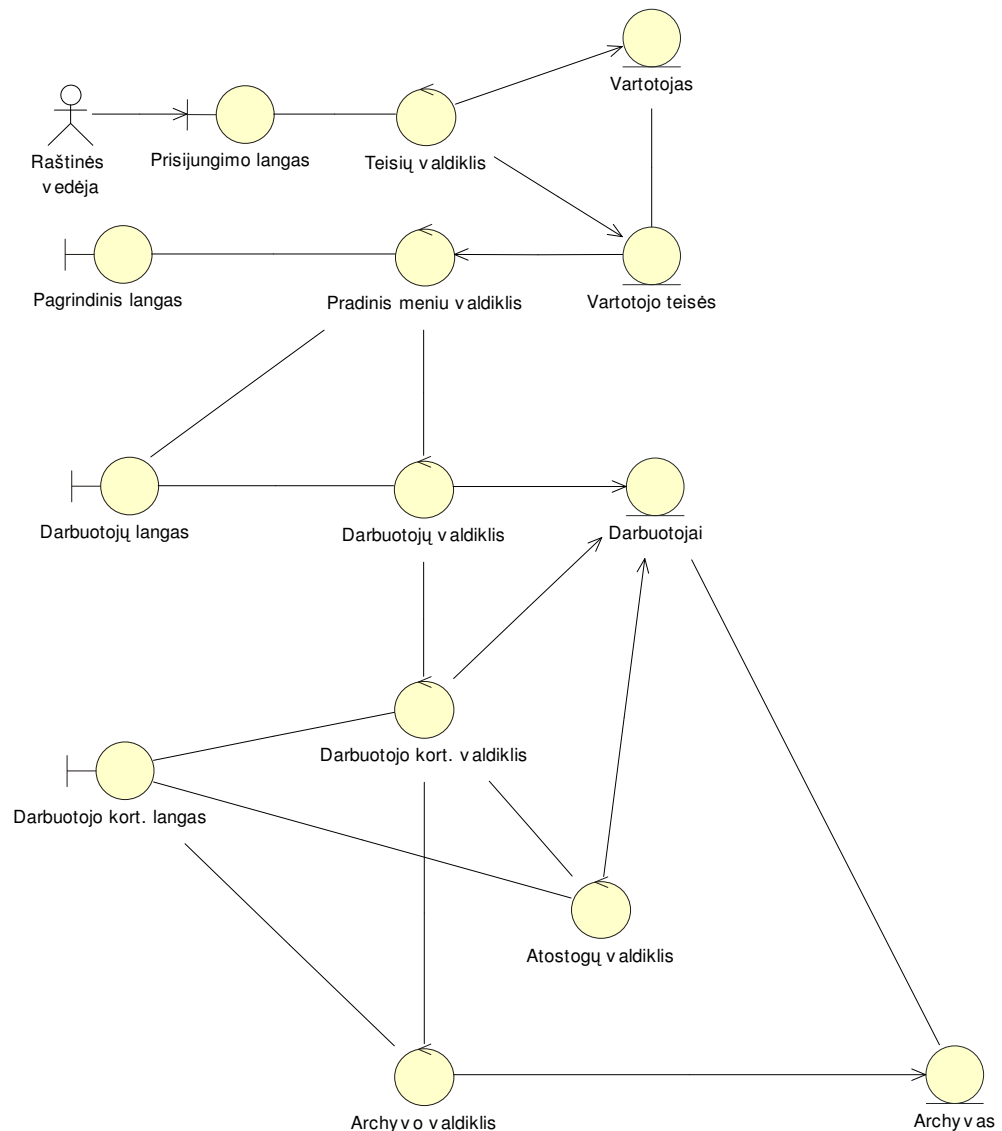 Vartotojas
Raštinės
vedėja
Prisijungimo langas
Teisių valdiklis
Pagrindinis langas
Pradinis meniu valdiklis
Vartotojo teisės
Darbuotojų langas
Darbuotojų valdiklis
Darbuotojai
Darbuotojo kort. valdiklis
Darbuotojo kort. langas
Atostogų valdiklis
Archyvo valdiklis
Archyvas